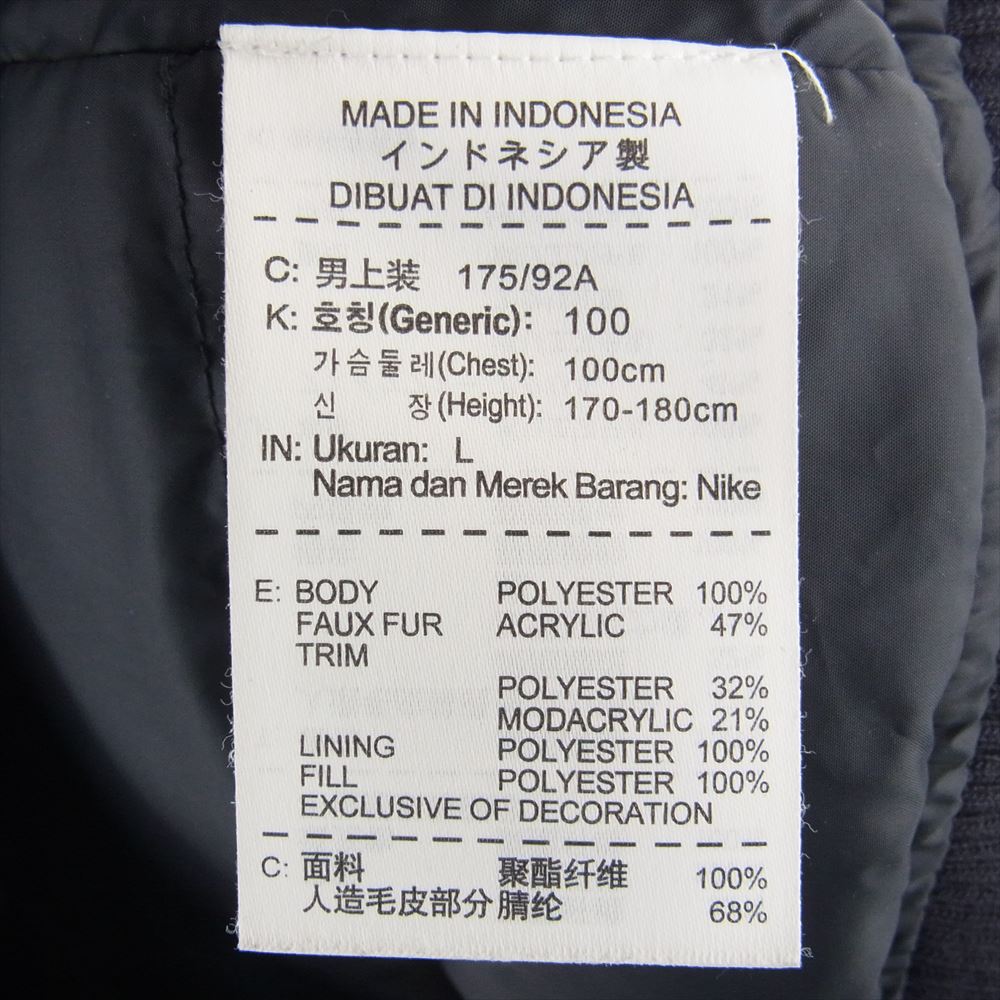 MADE IN INDONESIA
インドネシア製
DIBUAT DI INDONESIA
C: 男上装 175/92A
K: 호칭(Generic): 100
가슴둘레(Chest): 100cm
신 장(Height): 170-180cm
IN: Ukuran: L
Nama dan Merek Barang: Nike
E: BODY POLYESTER 100%
FAUX FUR ACRYLIC 47%
TRIM
POLYESTER 32%
MODACRYLIC 21%
LINING POLYESTER 100%
FILL POLYESTER 100%
EXCLUSIVE OF DECORATION
C: 面料 聚酯纤维 100%
人造毛皮部分 腈纶 68%